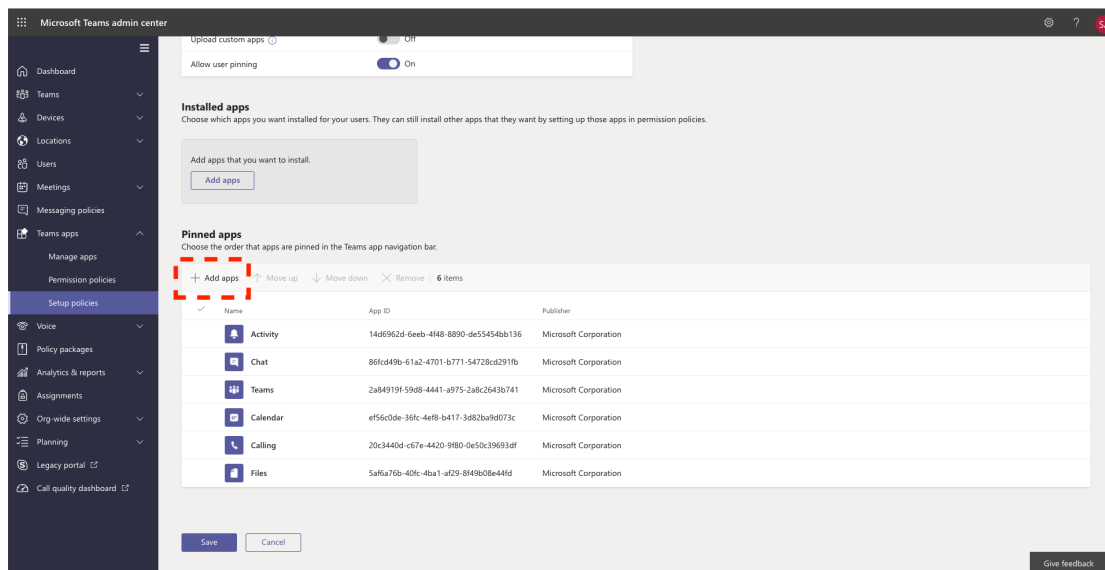 Microsoft Teams admin center
?
Upload custom apps Off
Allow user pinning On
Dashboard
Teams
Devices
Locations
Users
Meetings
Messaging policies
Teams apps
Manage apps
Permission policies
Setup policies
Voice
Policy packages
Analytics & reports
Assignments
Org-wide settings
Planning
Legacy portal
Call quality dashboard
Installed apps
Choose which apps you want installed for your users. They can still install other apps that they want by setting up those apps in permission policies.
Add apps that you want to install.
Add apps
Pinned apps
Choose the order that apps are pinned in the Teams app navigation bar.
+ Add apps ↑ Move up ↓ Move down × Remove | 6 items
Name App ID Publisher
Activity 14d6962d-6eeb-4f48-8890-de55454bb136 Microsoft Corporation
Chat 86fcd49b-61a2-4701-b771-54728cd291fb Microsoft Corporation
Teams 2a84919f-59d8-4441-a975-2a8c2643b741 Microsoft Corporation
Calendar ef56c0de-36fc-4ef8-b417-3d82ba9d073c Microsoft Corporation
Calling 20c3440d-c67e-4420-9f80-0e50c39693df Microsoft Corporation
Files 5af6a76b-40fc-4ba1-af29-8f49b08e44fd Microsoft Corporation
Save Cancel
Give feedback